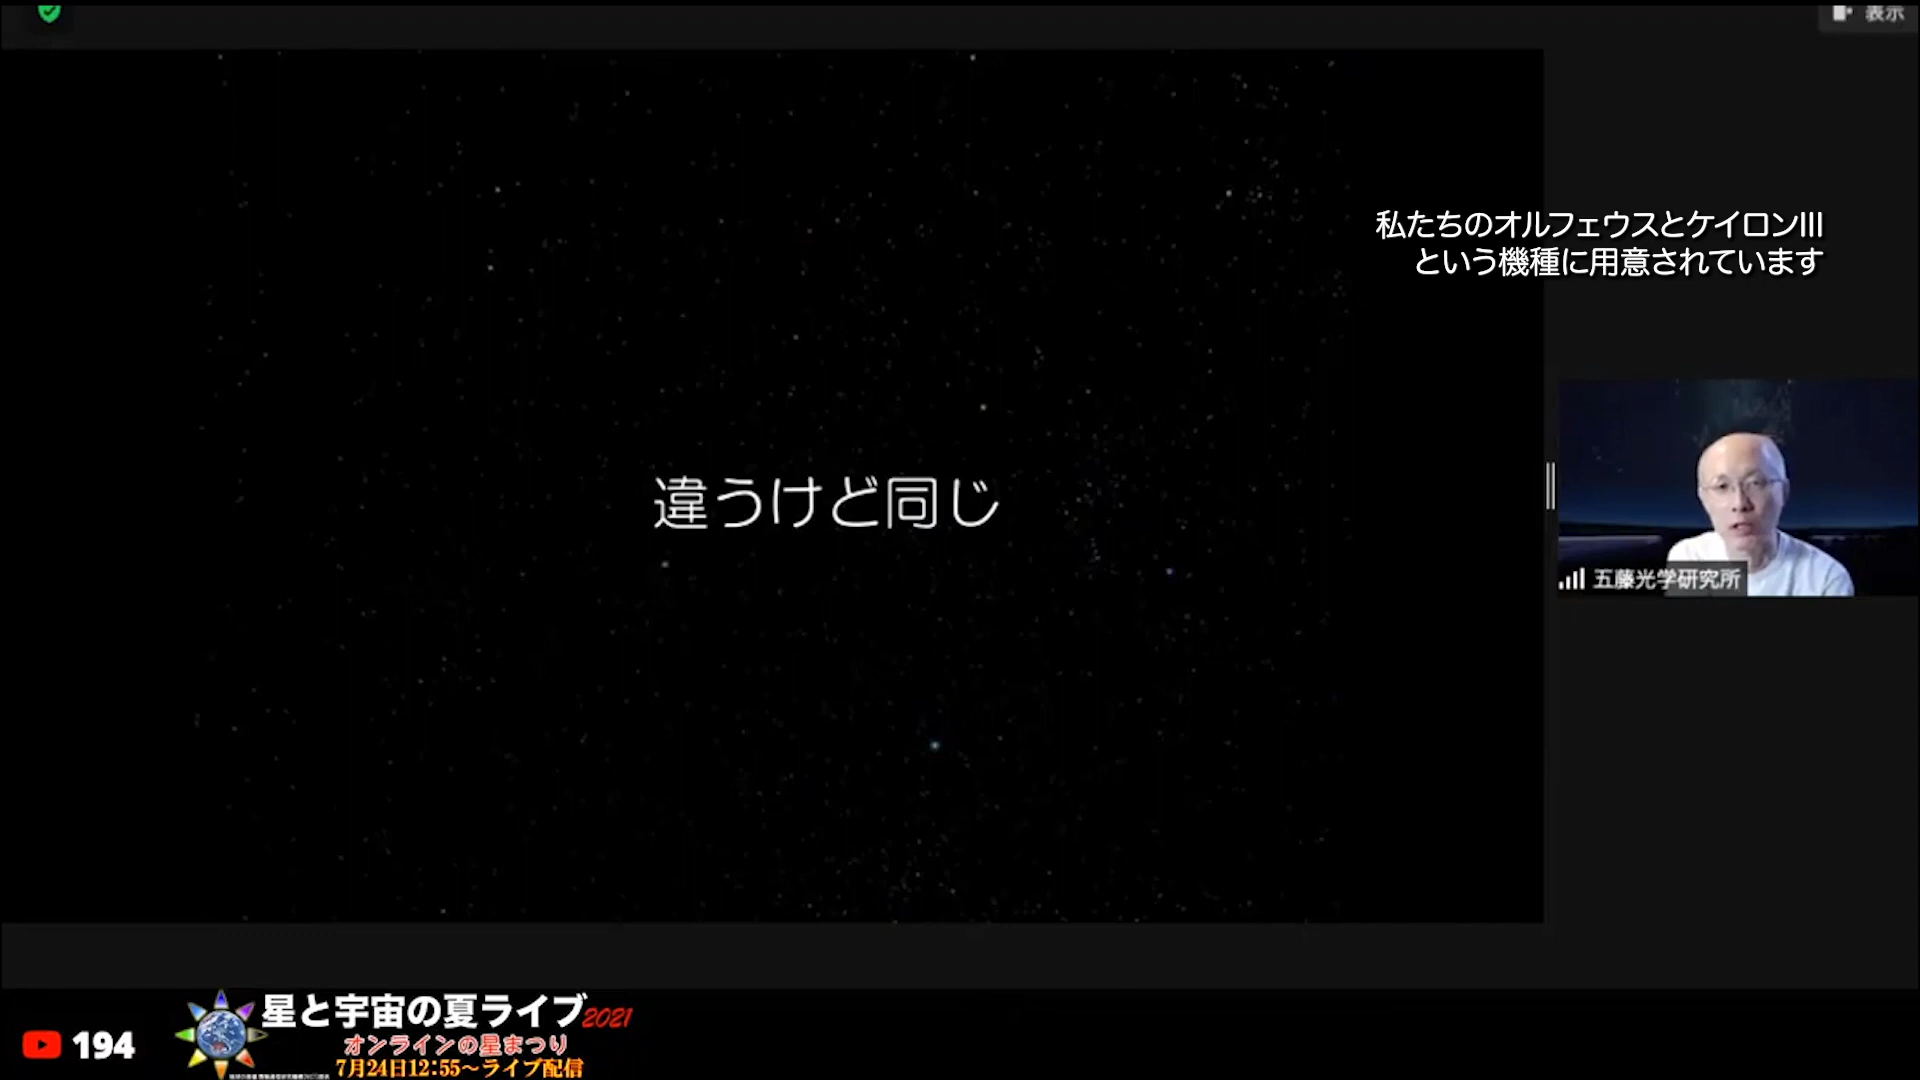 表示
私たちのオルフェウスとケイロンIII
という機種に用意されています
違うけど同じ
五藤光学研究所
194
星と宇宙の夏ライブ2021
オンラインの星まつり
7月24日12:55～ライブ配信